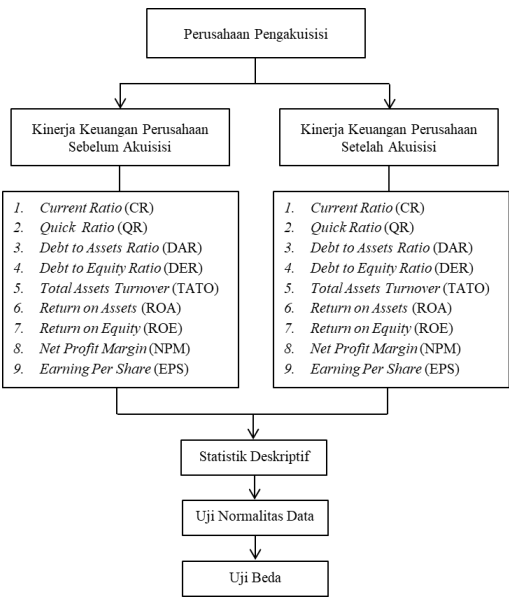 Perusahaan Pengakuisisi
Kinerja Keuangan Perusahaan
Sebelum Akuisisi
1. Current Ratio (CR)
2. Quick Ratio (QR)
3. Debt to Assets Ratio (DAR)
4. Debt to Equity Ratio (DER)
5. Total Assets Turnover (TATO)
6. Return on Assets (ROA)
7. Return on Equity (ROE)
8. Net Profit Margin (NPM)
9. Earning Per Share (EPS)
Kinerja Keuangan Perusahaan
Setelah Akuisisi
1. Current Ratio (CR)
2. Quick Ratio (QR)
3. Debt to Assets Ratio (DAR)
4. Debt to Equity Ratio (DER)
5. Total Assets Turnover (TATO)
6. Return on Assets (ROA)
7. Return on Equity (ROE)
8. Net Profit Margin (NPM)
9. Earning Per Share (EPS)
Statistik Deskriptif
Uji Normalitas Data
Uji Beda